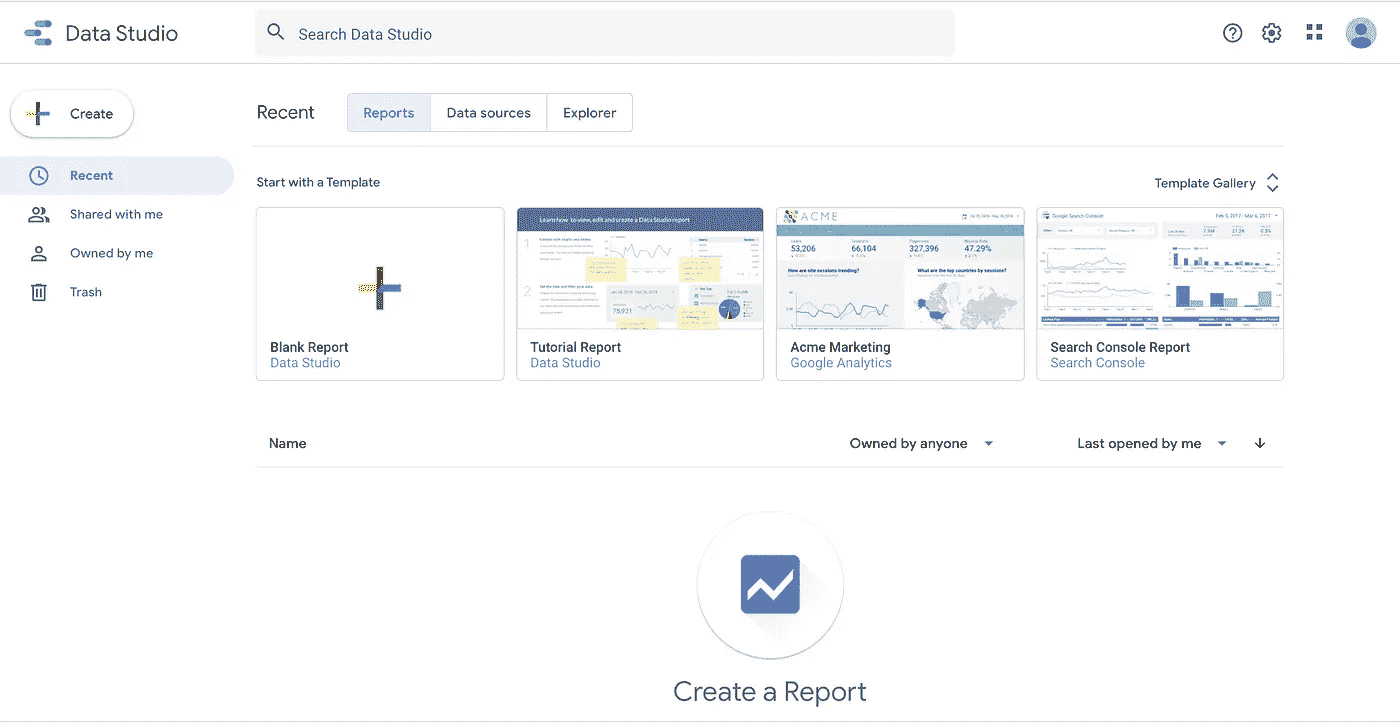 Data Studio
Search Data Studio
Create
Recent
Reports
Data sources
Explorer
Recent
Shared with me
Owned by me
Trash
Start with a Template
Template Gallery
Learn how to view, edit and create a Data Studio report
1
2
75,921
ACME
53,206
66,104
327,396
47.29%
How are site sessions trending?
What are the top countries by sessions?
Google Search Console
Feb 5, 2017 - Mar 6, 2017
Blank Report
Data Studio
Tutorial Report
Data Studio
Acme Marketing
Google Analytics
Search Console Report
Search Console
Name
Owned by anyone
Last opened by me
Create a Report